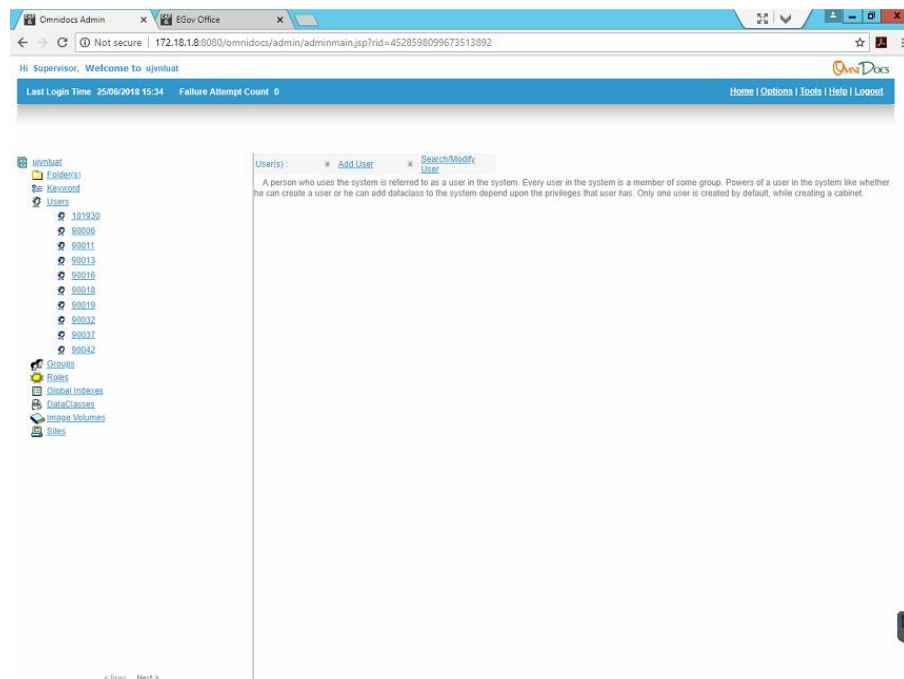 Omnidocs Admin
EGov Office
Not secure | 172.18.1.8:8080/omnidocs/admin/adminmain.jsp?rid=4528598099673513892
Hi Supervisor, Welcome to ujvnluat
OmniDocs
Last Login Time 25/06/2018 15:34 Failure Attempt Count 0
Home | Options | Tools | Help | Logout
ujvnluat
Folder(s)
Keyword
Users
101930
90006
90011
90013
90016
90018
90019
90032
90037
90042
Groups
Roles
Global Indexes
DataClasses
Image Volumes
Sites
User(s) : Add User Search/Modify
User
A person who uses the system is referred to as a user in the system. Every user in the system is a member of some group. Powers of a user in the system like whether
he can create a user or he can add dataclass to the system depend upon the privileges that user has. Only one user is created by default, while creating a cabinet.
< Prev Next >